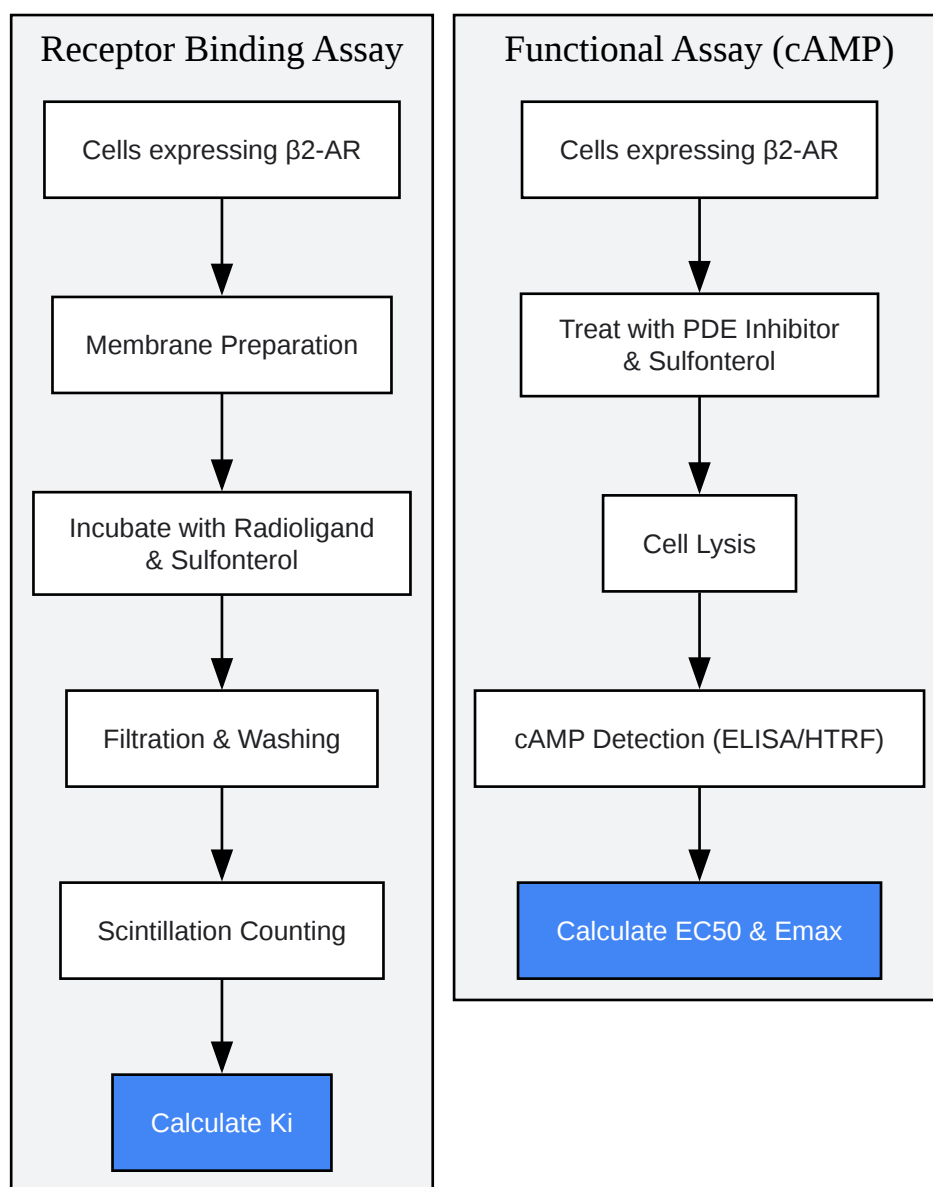 Receptor Binding Assay
Cells expressing β2-AR
Membrane Preparation
Incubate with Radioligand
& Sulfonterol
Filtration & Washing
Scintillation Counting
Calculate Ki
Functional Assay (cAMP)
Cells expressing β2-AR
Treat with PDE Inhibitor
& Sulfonterol
Cell Lysis
cAMP Detection (ELISA/HTRF)
Calculate EC50 & Emax